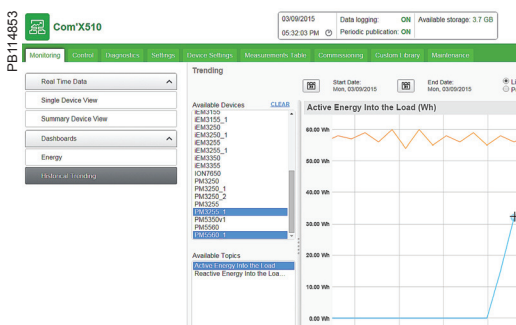 PB114853
Com'X510
03/09/2015
05:32:03 PM
Data logging: ON
Periodic publication: ON
Available storage: 3.7 GB
Monitoring Control Diagnostics Settings Device Settings Measurements Table Commissioning Custom Library Maintenance
Real Time Data
Single Device View
Summary Device View
Dashboards
Energy
Historical Trending
Trending
Start Date:
Mon, 03/09/2015
End Date:
Mon, 03/09/2015
Available Devices CLEAR
iEM3155
iEM3155_1
iEM3250
iEM3250_1
iEM3255
iEM3255_1
iEM3350
iEM3355
ION7650
PM3250
PM3250_1
PM3250_2
PM3255
PM3255_1
PM5350v1
PM5560
PM5560_1
Available Topics
Active Energy Into the Load
Reactive Energy Into the Loa...
Active Energy Into the Load (Wh)
60.00 Wh
50.00 Wh
40.00 Wh
30.00 Wh
20.00 Wh
0.00 Wh